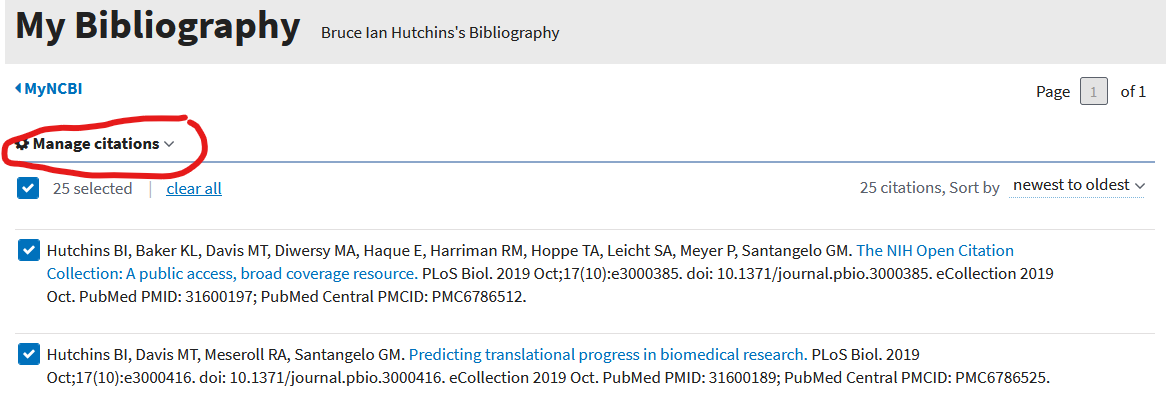 My Bibliography Bruce Ian Hutchins's Bibliography
MyNCBI
Page 1 of 1
Manage citations
25 selected | clear all
25 citations, Sort by newest to oldest
Hutchins BI, Baker KL, Davis MT, Diwersy MA, Haque E, Harriman RM, Hoppe TA, Leicht SA, Meyer P, Santangelo GM. The NIH Open Citation
Collection: A public access, broad coverage resource. PLoS Biol. 2019 Oct;17(10):e3000385. doi: 10.1371/journal.pbio.3000385. eCollection 2019
Oct. PubMed PMID: 31600197; PubMed Central PMCID: PMC6786512.
Hutchins BI, Davis MT, Meseroll RA, Santangelo GM. Predicting translational progress in biomedical research. PLoS Biol. 2019
Oct;17(10):e3000416. doi: 10.1371/journal.pbio.3000416. eCollection 2019 Oct. PubMed PMID: 31600189; PubMed Central PMCID: PMC6786525.